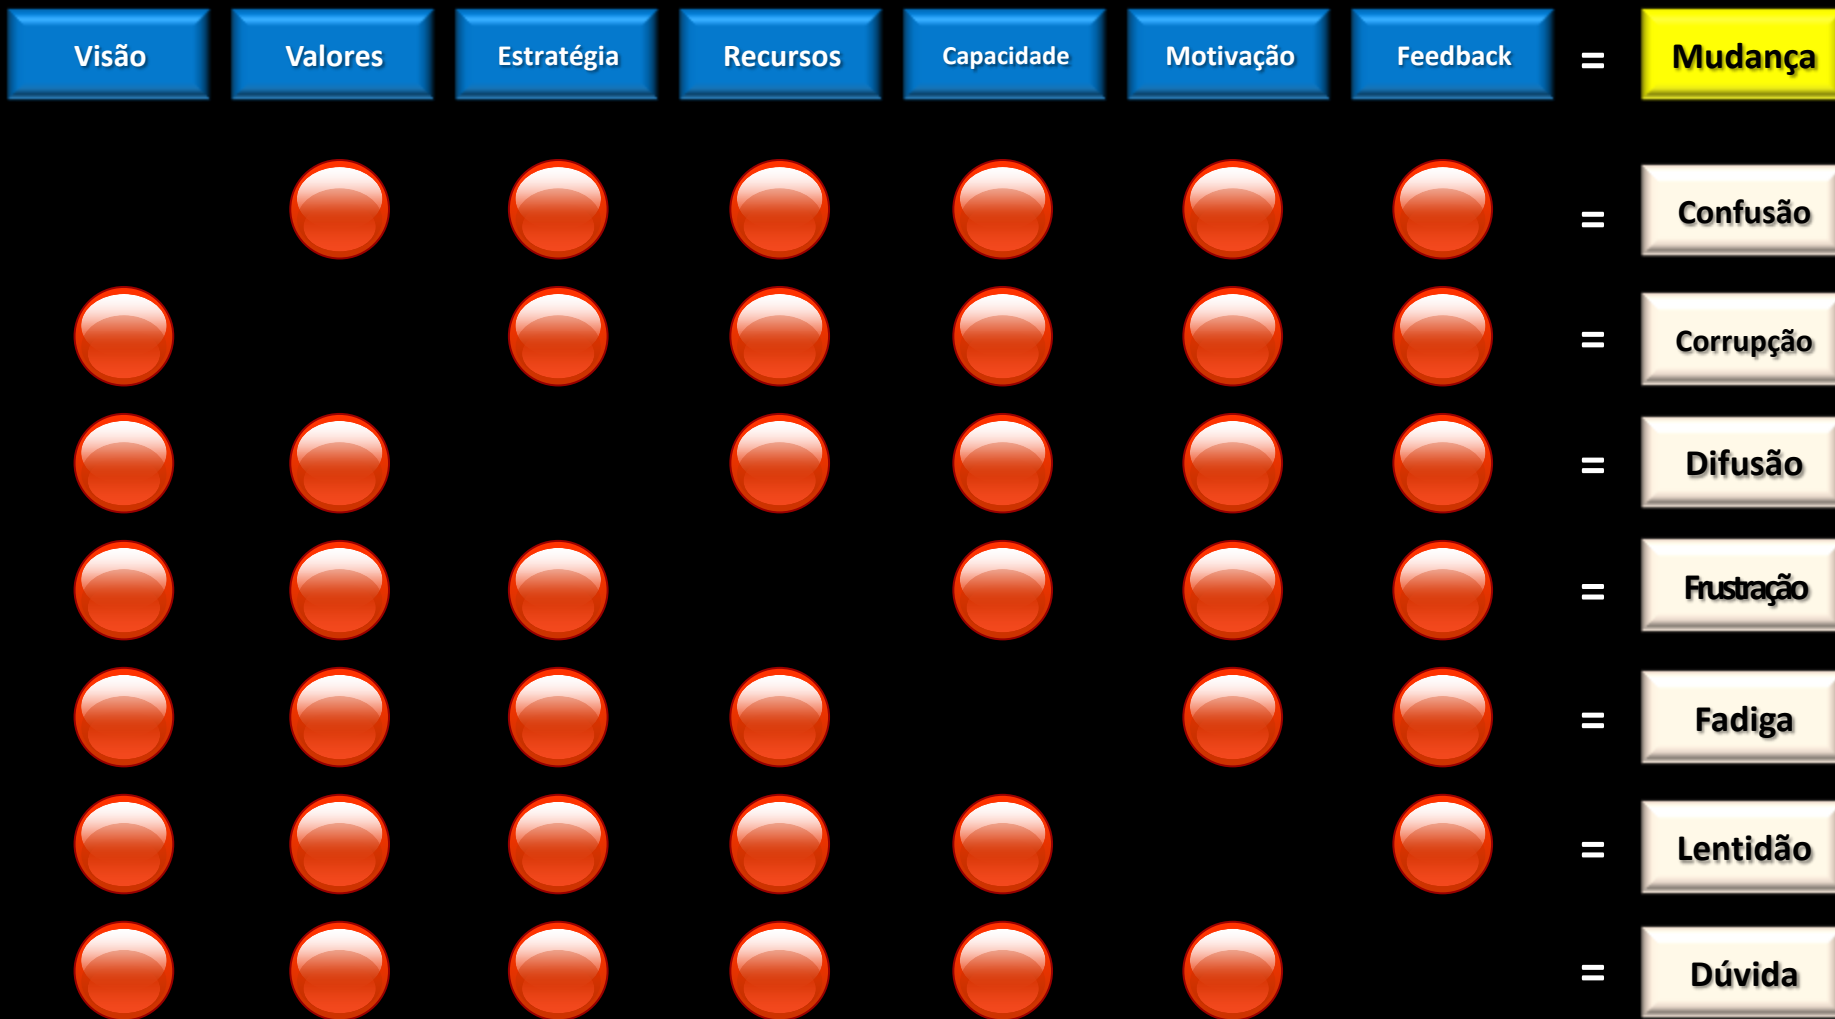 Visão Valores Estratégia Recursos Capacidade Motivação Feedback = Mudança
= Confusão
= Corrupção
= Difusão
= Frustração
= Fadiga
= Lentidão
= Dúvida